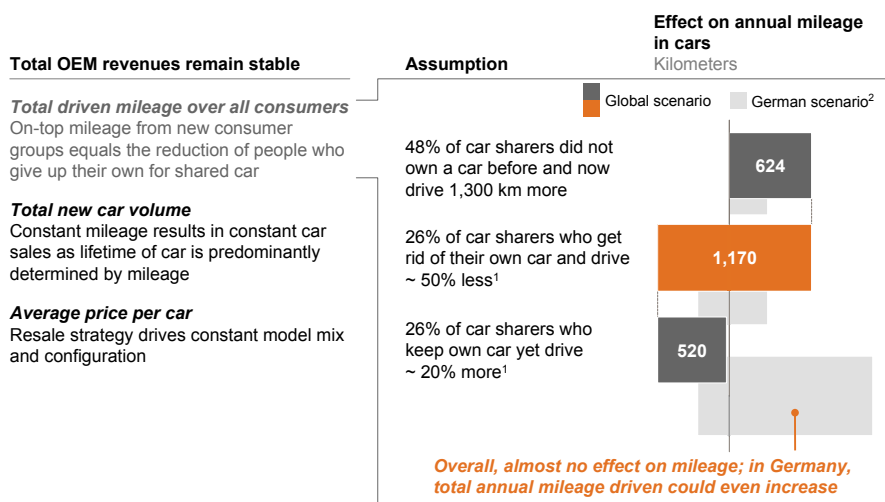 Effect on annual mileage
in cars
Kilometers
Total OEM revenues remain stable
Assumption
Global scenario
German scenario2
Total driven mileage over all consumers
On-top mileage from new consumer
groups equals the reduction of people who
give up their own for shared car
Total new car volume
Constant mileage results in constant car
sales as lifetime of car is predominantly
determined by mileage
Average price per car
Resale strategy drives constant model mix
and configuration
48% of car sharers did not
own a car before and now
drive 1,300 km more
624
26% of car sharers who get
rid of their own car and drive
~ 50% less1
1,170
26% of car sharers who
keep own car yet drive
~ 20% more1
520
Overall, almost no effect on mileage; in Germany,
total annual mileage driven could even increase